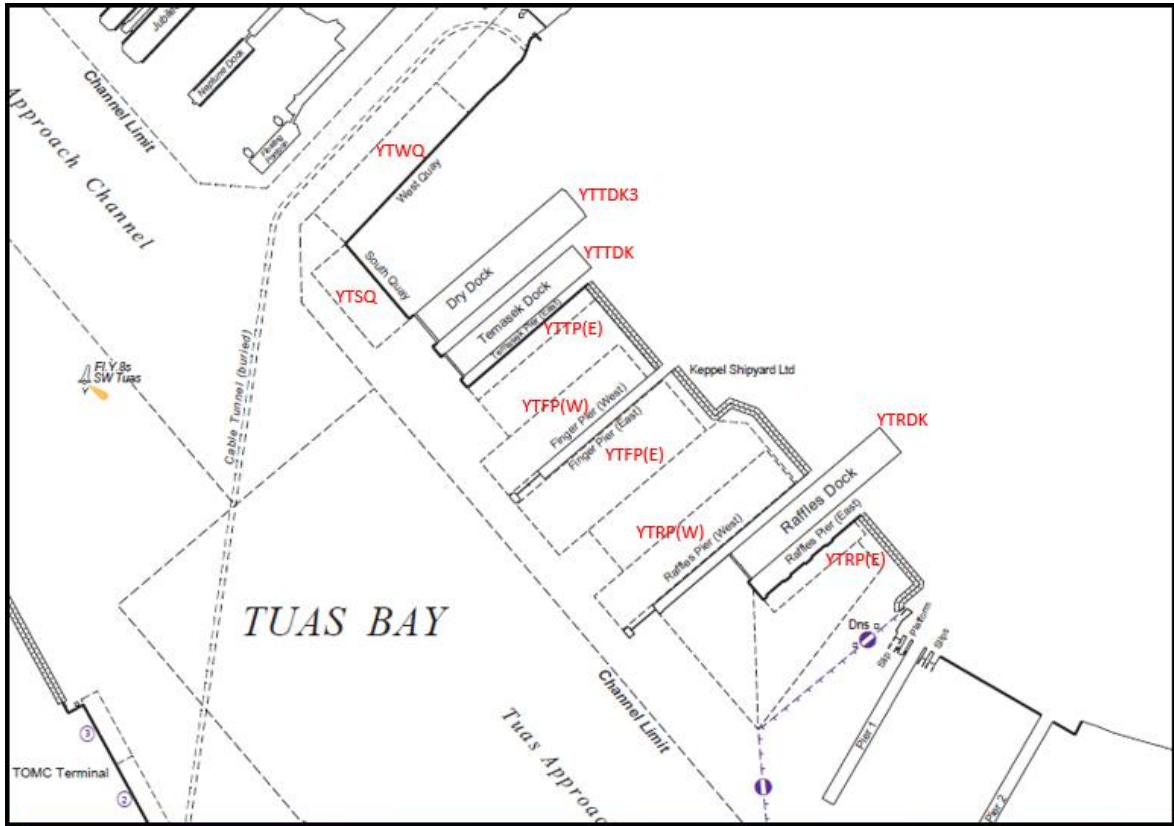 Jubilee
Neptune Dock
Floating
Pontoon
Channel Limit
Approach Channel
YTWQ
West Quay
YTTDK3
YTTDK
South Quay
YTSQ
Dry Dock
Temasek Dock
Temasek Pier (East)
YTTP(E)
Fl.Y.8s
SW Tuas
Cable Tunnel (buried)
Keppel Shipyard Ltd
YTFP(W)
Finger Pier (West)
Finger Pier (East)
YTFP(E)
YTRDK
Raffles Dock
YTRP(W)
Raffles Pier (West)
Raffles Pier (East)
YTRP(E)
TUAS BAY
Dns
Slip
Platform
Slips
Channel Limit
Tuas Approa
Pier 1
Pier 2
3
TOMC Terminal
2